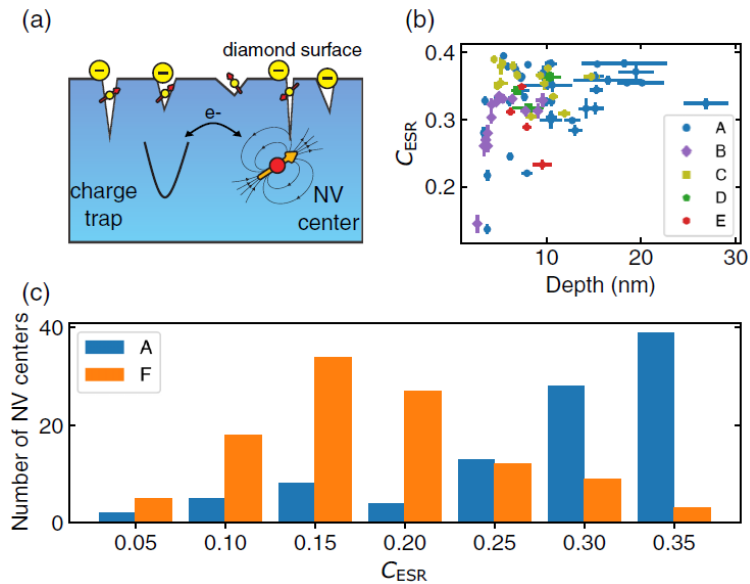 (a)
diamond surface
− − − −
e-
charge
trap
NV
center
(b)
C_ESR
0.4
0.3
0.2
A
B
C
D
E
10
20
30
Depth (nm)
(c)
Number of NV centers
40
20
0
A
F
0.05 0.10 0.15 0.20 0.25 0.30 0.35
C_ESR